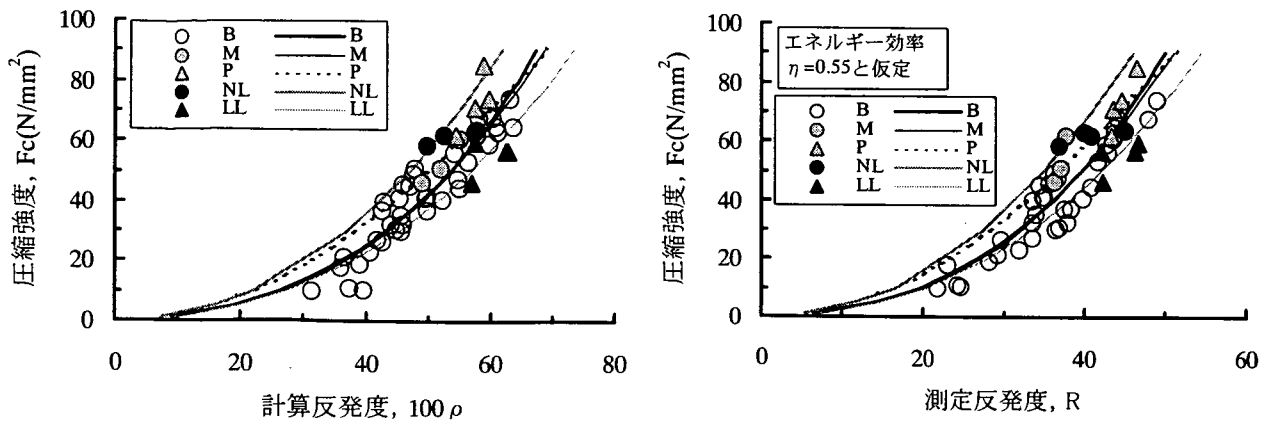 圧縮強度, Fc(N/mm²)
100
80
60
40
20
0
B B
M M
P P
NL NL
LL LL
0 20 40 60 80
計算反発度, 100ρ
圧縮強度, Fc(N/mm²)
100
80
60
40
20
0
エネルギー効率
η=0.55と仮定
B B
M M
P P
NL NL
LL LL
0 20 40 60
測定反発度, R